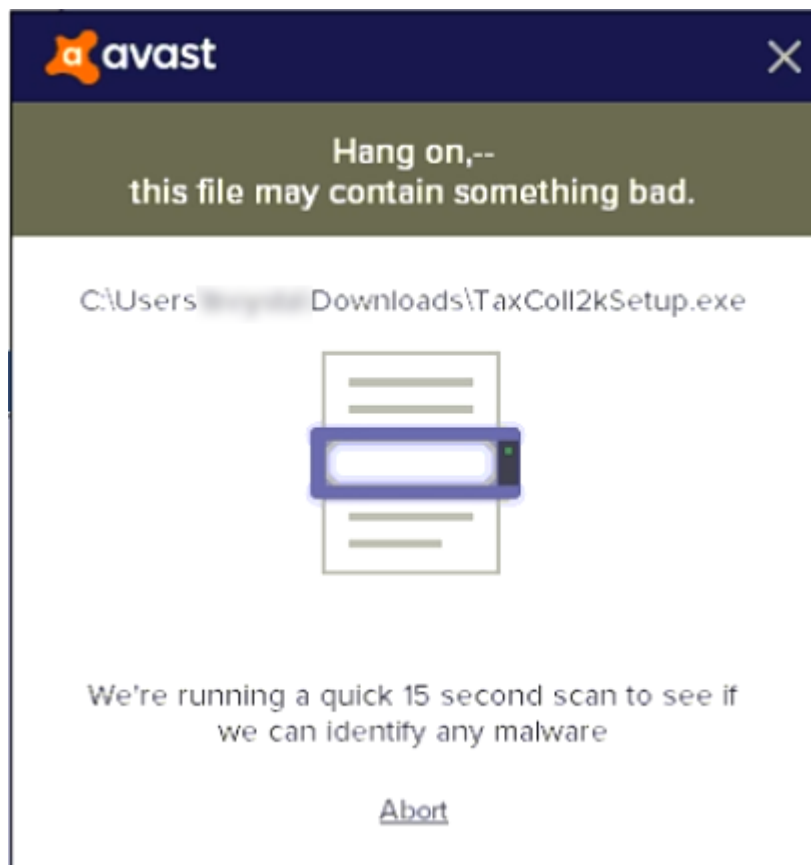 avast
Hang on,--
this file may contain something bad.
C:\Users Downloads\TaxColl2kSetup.exe
We're running a quick 15 second scan to see if
we can identify any malware
Abort